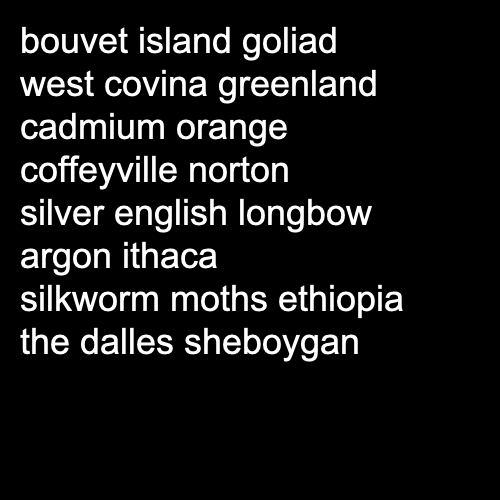 bouvet island goliad
west covina greenland
cadmium orange
coffeyville norton
silver english longbow
argon ithaca
silkworm moths ethiopia
the dalles sheboygan